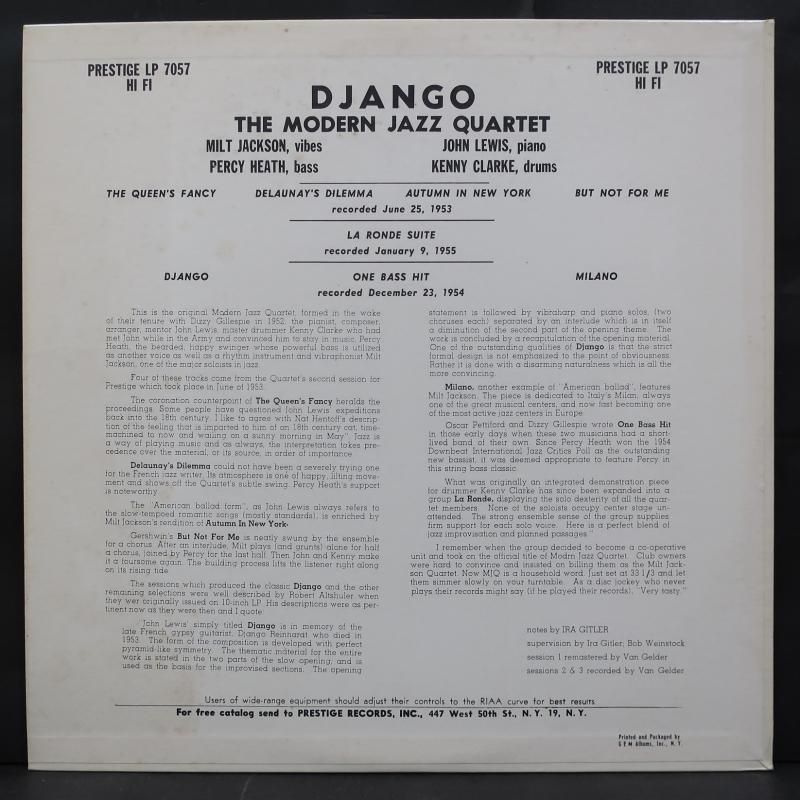 PRESTIGE LP 7057
HI FI
PRESTIGE LP 7057
HI FI
DJANGO
THE MODERN JAZZ QUARTET
MILT JACKSON, vibes
JOHN LEWIS, piano
PERCY HEATH, bass
KENNY CLARKE, drums
THE QUEEN'S FANCY DELAUNAY'S DILEMMA AUTUMN IN NEW YORK BUT NOT FOR ME
recorded June 25, 1953
LA RONDE SUITE
recorded January 9, 1955
DJANGO ONE BASS HIT MILANO
recorded December 23, 1954
This is the original Modern Jazz Quartet, formed in the wake
of their tenure with Dizzy Gillespie in 1952; the pianist, composer,
arranger, mentor John Lewis, master drummer Kenny Clarke who had
met John while in the Army and convinced him to stay in music, Percy
Heath, the bearded, happy swinger whose powerful bass is utilized
as another voice as well as a rhythm instrument and vibraphonist Milt
Jackson, one of the major soloists in jazz.
Four of these tracks come from the Quartet's second session for
Prestige which took place in June of 1953.
The coronation counterpoint of The Queen's Fancy heralds the
proceedings. Some people have questioned John Lewis' expeditions
back into the 18th century. I like to agree with Nat Hentoff's descrip-
tion of the feeling that is imparted to him of an 18th century cat, time-
machined to now and wailing on a sunny morning in May". Jazz is
a way of playing music and as always, the interpretation takes pre-
cedence over the material, or its source, in order of importance.
Delaunay's Dilemma could not have been a severely trying one
for the French jazz writer. Its atmosphere is one of happy, lilting move-
ment and shows off the Quartet's subtle swing. Percy Heath's support
is noteworthy.
The "American ballad form", as John Lewis always refers to
the slow-tempoed romantic songs (mostly standards), is enriched by
Milt Jackson's rendition of Autumn In New York.
Gershwin's But Not For Me is neatly swung by the ensemble
for a chorus. After an interlude, Milt plays (and grunts) alone for half
a chorus, joined by Percy for the last half. Then John and Kenny make
it a foursome again. The building process lifts the listener right along
on its rising tide.
The sessions which produced the classic Django and the other
remaining selections were well described by Robert Altshuler when
they wer originally issued on 10-inch LP. His descriptions were as per-
tinent now as they were then and I quote:
"John Lewis' simply titled Django is in memory of the
late French gypsy guitarist, Django Reinharat who died in
1953. The form of the composition is developed with perfect
pyramid-like symmetry. The thematic material for the entire
work is stated in the two parts of the slow opening, and is
used as the basis for the improvised sections. The opening
statement is followed by vibraharp and piano solos, (two
choruses each) separated by an interlude which is in itself
a diminution of the second part of the opening theme. The
work is concluded by a recapitulation of the opening material.
One of the outstanding qualities of Django is that the strict
formal design is not emphasized to the point of obviousness.
Rather it is done with a disarming naturalness which is all the
more convincing.
Milano, another example of "American ballad", features
Milt Jackson. The piece is dedicated to Italy's Milan, always
one of the great musical centers, and now fast becoming one
of the most active jazz centers in Europe.
Oscar Pettiford and Dizzy Gillespie wrote One Bass Hit
in those early days when these two musicians had a short-
lived band of their own. Since Percy Heath won the 1954
Downbeat International Jazz Critics Poll as the outstanding
new bassist, it was deemed appropriate to feature Percy in
this string bass classic.
What was originally an integrated demonstration piece
for drummer Kenny Clarke has since been expanded into a
group La Ronde, displaying the solo dexterity of all the quar-
tet members. None of the soloists occupy center stage un-
attended. The strong ensemble sense of the group supplies
firm support for each solo voice. Here is a perfect blend of
jazz improvisation and planned passages."
I remember when the group decided to become a co-operative
unit and took on the official title of Modrn Jazz Quartet. Club owners
were hard to convince and insisted on billing them as the Milt Jack-
son Quartet. Now MJQ is a household word. Just set at 33 1/3 and let
them simmer slowly on your turntable. As a disc jockey who never
plays their records might say (if he played their records), "Very tasty."
notes by IRA GITLER
supervision by Ira Gitler; Bob Weinstock
session 1 remastered by Van Gelder
sessions 2 & 3 recorded by Van Gelder
Users of wide-range equipment should adjust their controls to the RIAA curve for best results
For free catalog send to PRESTIGE RECORDS, INC., 447 West 50th St., N.Y. 19, N.Y.
Printed and Packaged by
G E M Albums, Inc., N. Y.